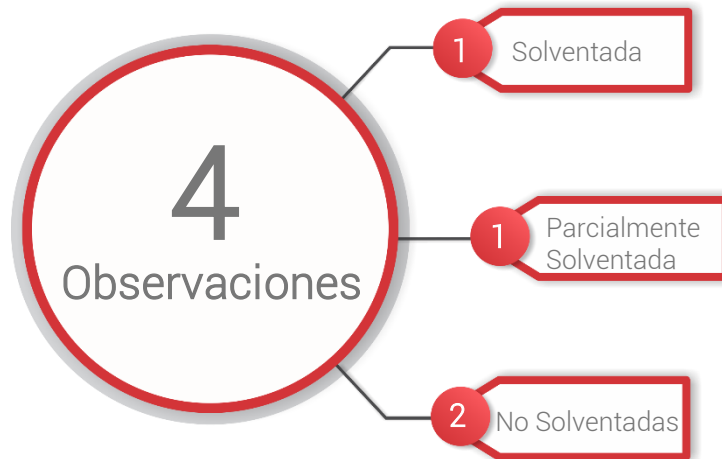 4
Observaciones
1
Solventada
1
Parcialmente
Solventada
2
No Solventadas